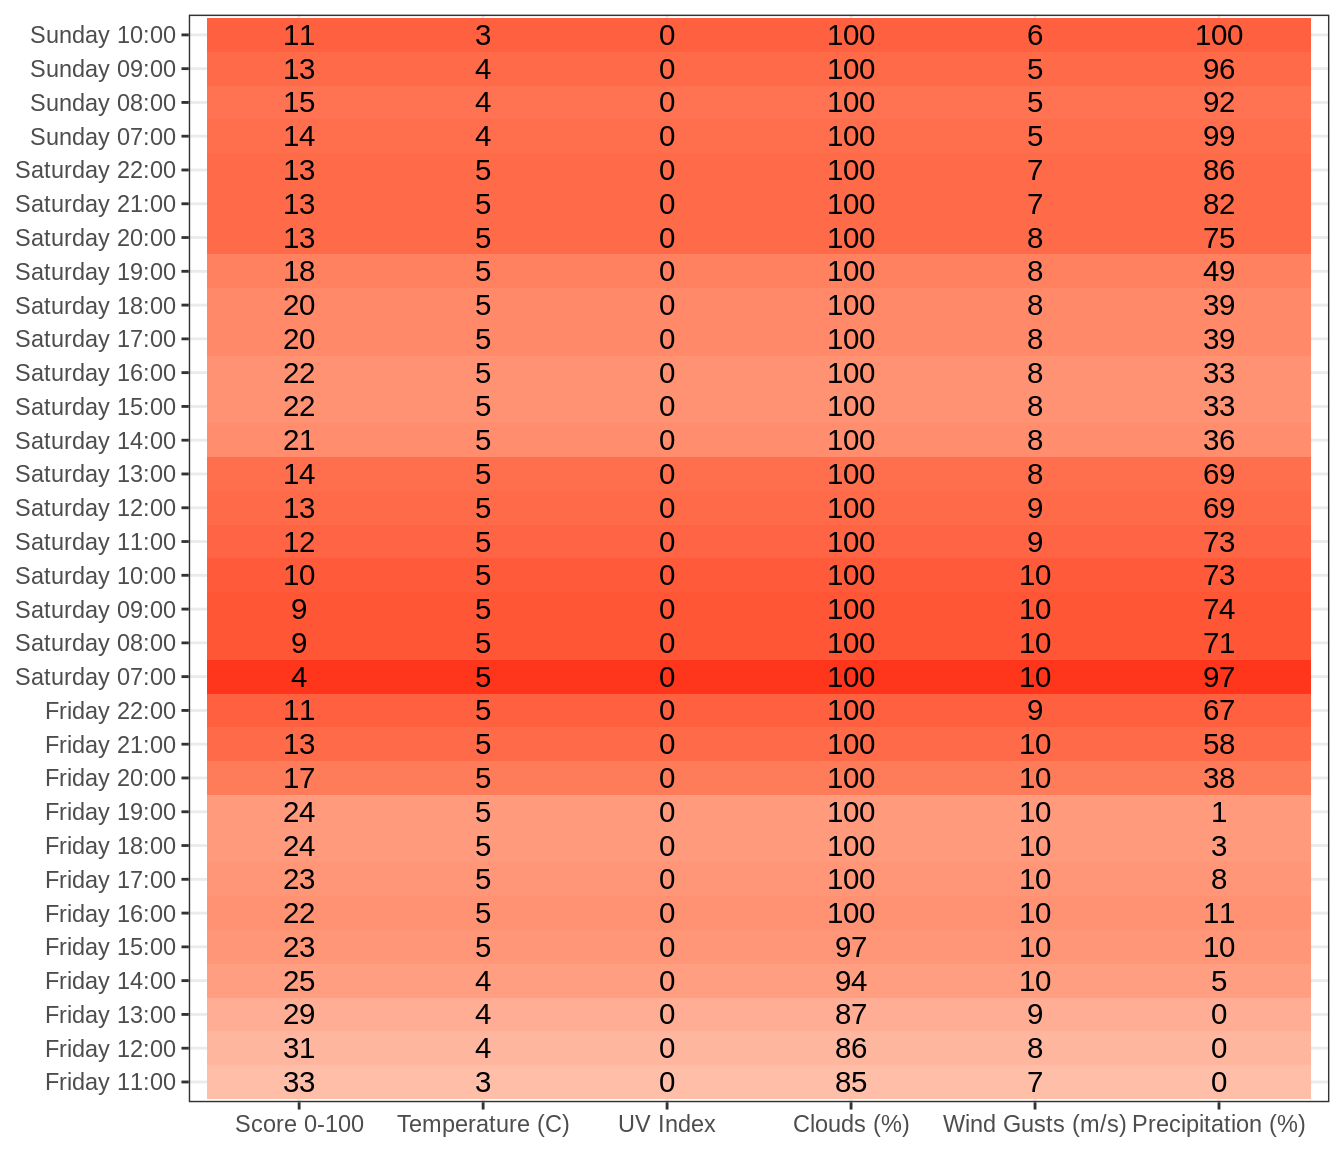 Sunday 10:00 11 3 0 100 6 100
Sunday 09:00 13 4 0 100 5 96
Sunday 08:00 15 4 0 100 5 92
Sunday 07:00 14 4 0 100 5 99
Saturday 22:00 13 5 0 100 7 86
Saturday 21:00 13 5 0 100 7 82
Saturday 20:00 13 5 0 100 8 75
Saturday 19:00 18 5 0 100 8 49
Saturday 18:00 20 5 0 100 8 39
Saturday 17:00 20 5 0 100 8 39
Saturday 16:00 22 5 0 100 8 33
Saturday 15:00 22 5 0 100 8 33
Saturday 14:00 21 5 0 100 8 36
Saturday 13:00 14 5 0 100 8 69
Saturday 12:00 13 5 0 100 9 69
Saturday 11:00 12 5 0 100 9 73
Saturday 10:00 10 5 0 100 10 73
Saturday 09:00 9 5 0 100 10 74
Saturday 08:00 9 5 0 100 10 71
Saturday 07:00 4 5 0 100 10 97
Friday 22:00 11 5 0 100 9 67
Friday 21:00 13 5 0 100 10 58
Friday 20:00 17 5 0 100 10 38
Friday 19:00 24 5 0 100 10 1
Friday 18:00 24 5 0 100 10 3
Friday 17:00 23 5 0 100 10 8
Friday 16:00 22 5 0 100 10 11
Friday 15:00 23 5 0 97 10 10
Friday 14:00 25 4 0 94 10 5
Friday 13:00 29 4 0 87 9 0
Friday 12:00 31 4 0 86 8 0
Friday 11:00 33 3 0 85 7 0
Score 0-100 Temperature (C) UV Index Clouds (%) Wind Gusts (m/s) Precipitation (%)